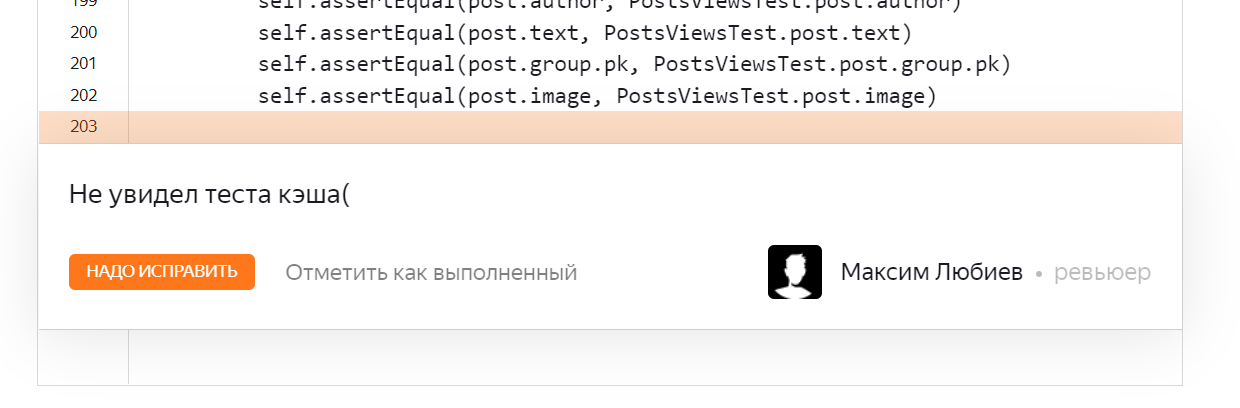 199 self.assertEqual(post.author, PostsViewsTest.post.author)
200 self.assertEqual(post.text, PostsViewsTest.post.text)
201 self.assertEqual(post.group.pk, PostsViewsTest.post.group.pk)
202 self.assertEqual(post.image, PostsViewsTest.post.image)
203
Не увидел теста кэша(
НАДО ИСПРАВИТЬ Отметить как выполненный Максим Любиев • ревьюер